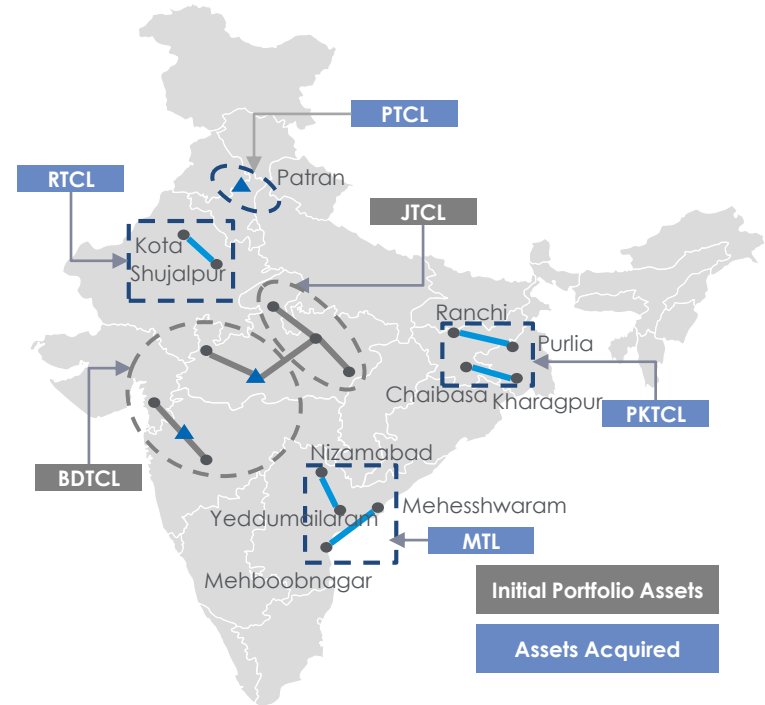 PTCL
RTCL
Patran
JTCL
Kota
Shujalpur
Ranchi
Purlia
Chaibasa
Kharagpur
PKTCL
Nizamabad
BDTCL
Yeddumailaram
Mehesshwaram
MTL
Mehboobnagar
Initial Portfolio Assets
Assets Acquired